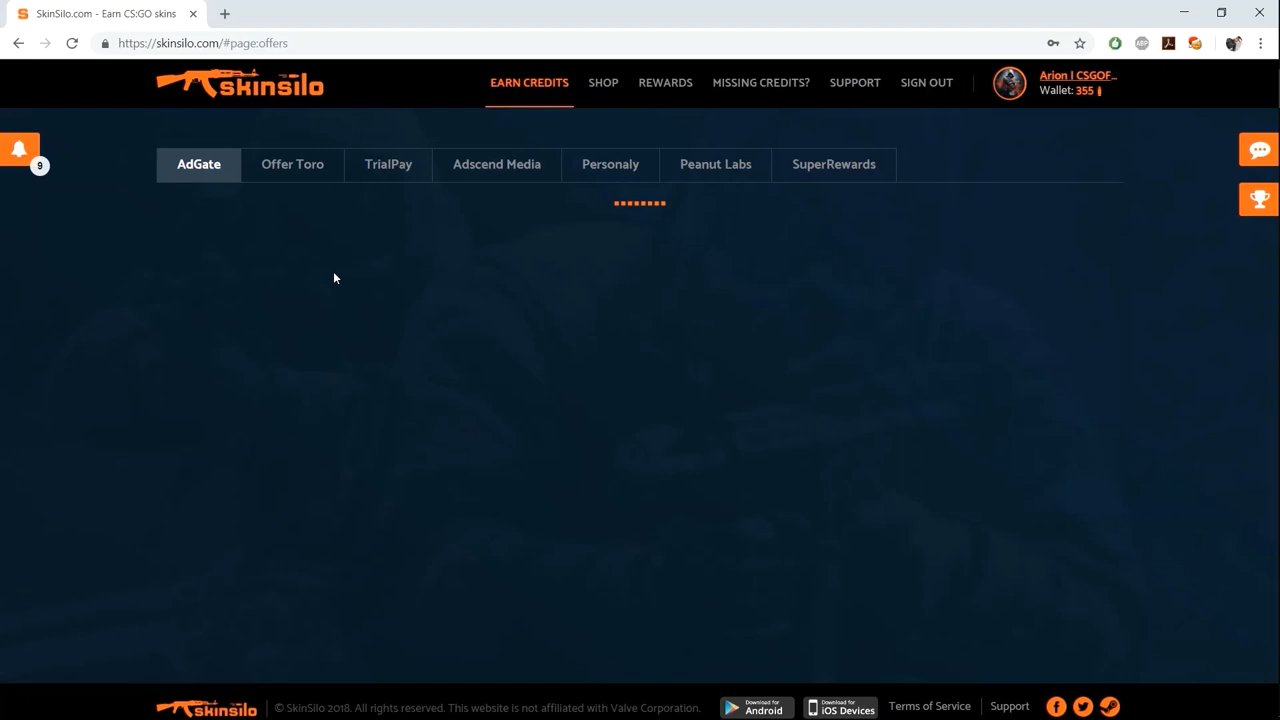 SkinSilo.com - Earn CS:GO skins
https://skinsilo.com/#page:offers
ABP
skinsilo
EARN CREDITS
SHOP
REWARDS
MISSING CREDITS?
SUPPORT
SIGN OUT
Arion | CSGOF...
Wallet: 355
9
AdGate
Offer Toro
TrialPay
Adscend Media
Personaly
Peanut Labs
SuperRewards
skinsilo
© SkinSilo 2018. All rights reserved. This website is not affiliated with Valve Corporation.
Download for
Android
Download for
iOS Devices
Terms of Service
Support